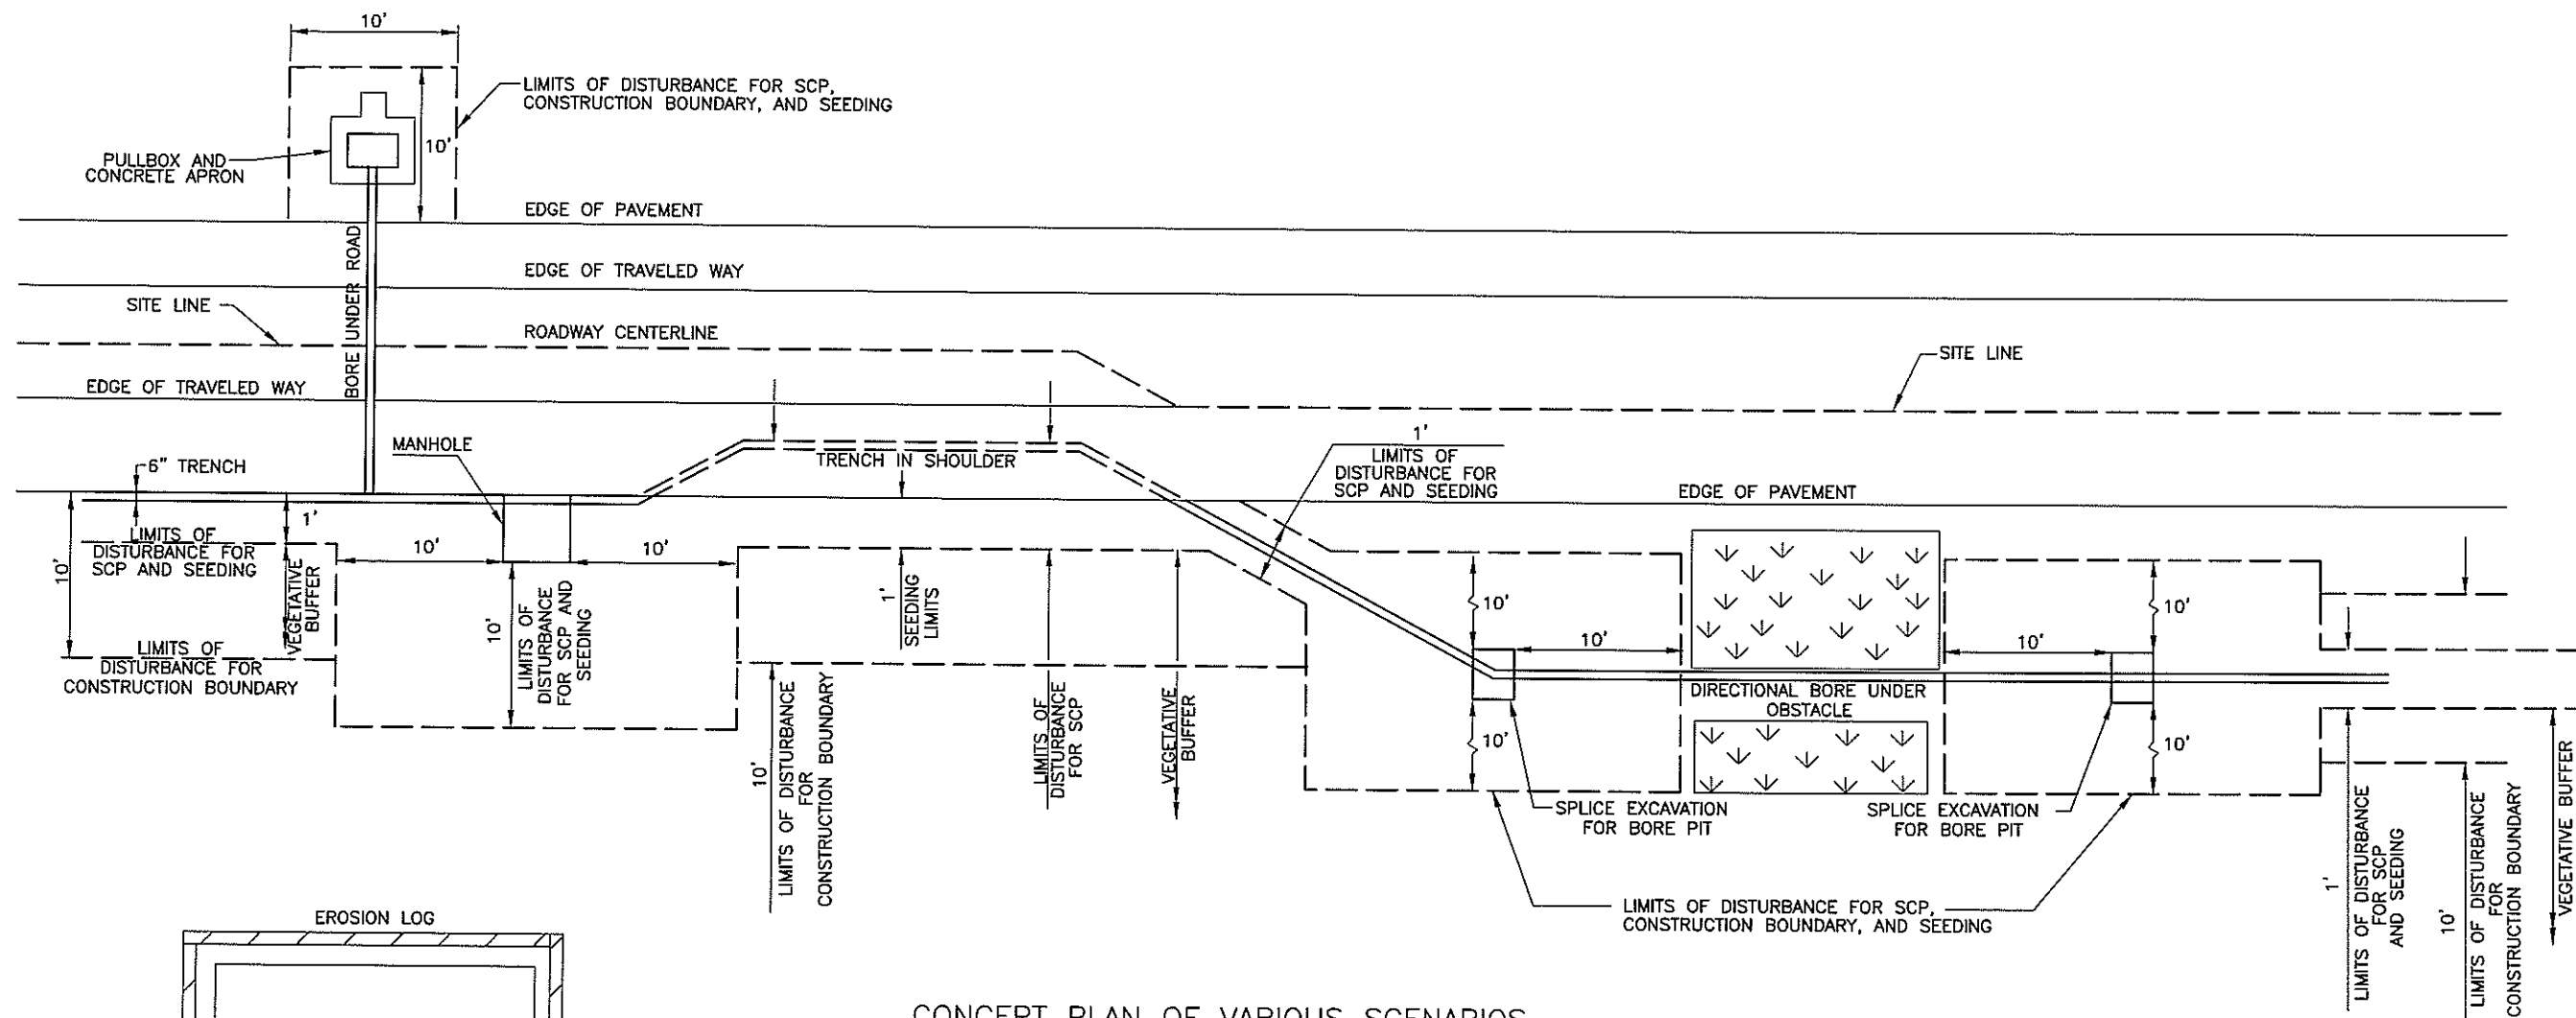 10'
LIMITS OF DISTURBANCE FOR SCP,
CONSTRUCTION BOUNDARY, AND SEEDING
10'
PULLBOX AND
CONCRETE APRON
EDGE OF PAVEMENT
BORE UNDER ROAD
EDGE OF TRAVELED WAY
SITE LINE
ROADWAY CENTERLINE
SITE LINE
EDGE OF TRAVELED WAY
MANHOLE
1'
LIMITS OF
DISTURBANCE FOR
SCP AND SEEDING
TRENCH IN SHOULDER
6" TRENCH
EDGE OF PAVEMENT
1'
LIMITS OF
DISTURBANCE FOR
SCP AND SEEDING
10'
10'
10'
VEGETATIVE
BUFFER
LIMITS OF
DISTURBANCE FOR
CONSTRUCTION BOUNDARY
10'
LIMITS OF
DISTURBANCE
FOR SCP AND
SEEDING
1'
SEEDING
LIMITS
10'
LIMITS OF DISTURBANCE
FOR
CONSTRUCTION BOUNDARY
LIMITS OF
DISTURBANCE
FOR SCP
VEGETATIVE
BUFFER
10'
10'
10'
10'
10'
10'
DIRECTIONAL BORE UNDER
OBSTACLE
SPLICE EXCAVATION
FOR BORE PIT
SPLICE EXCAVATION
FOR BORE PIT
LIMITS OF DISTURBANCE FOR SCP,
CONSTRUCTION BOUNDARY, AND SEEDING
1'
LIMITS OF DISTURBANCE
FOR SCP
AND SEEDING
10'
LIMITS OF DISTURBANCE
FOR
CONSTRUCTION BOUNDARY
VEGETATIVE BUFFER
EROSION LOG
CONCEPT PLAN OF VARIOUS SCENARIOS